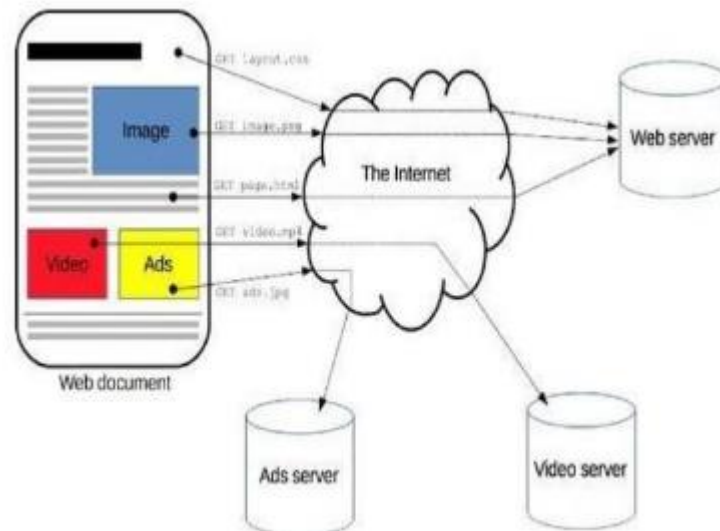 GET layout.css
Image
GET image.png
Web server
The Internet
GET page.html
GET video.mp4
Video
Ads
GET ads.jpg
Web document
Ads server
Video server